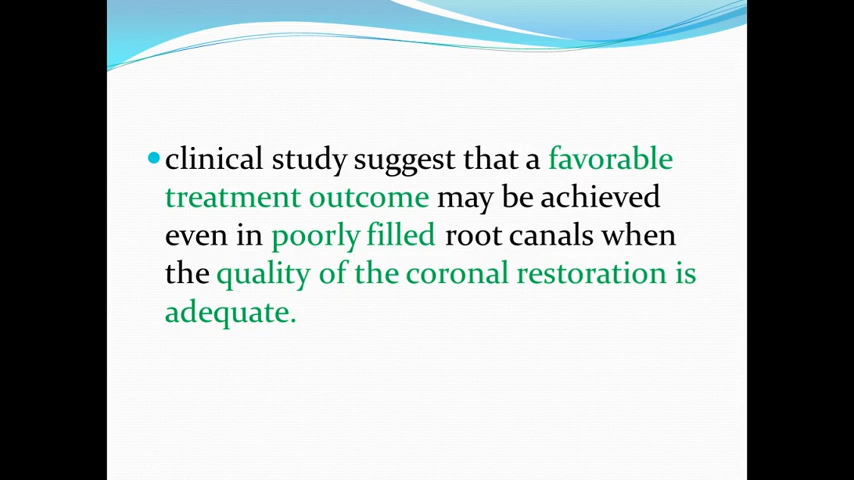 clinical study suggest that a favorable
treatment outcome may be achieved
even in poorly filled root canals when
the quality of the coronal restoration is
adequate.